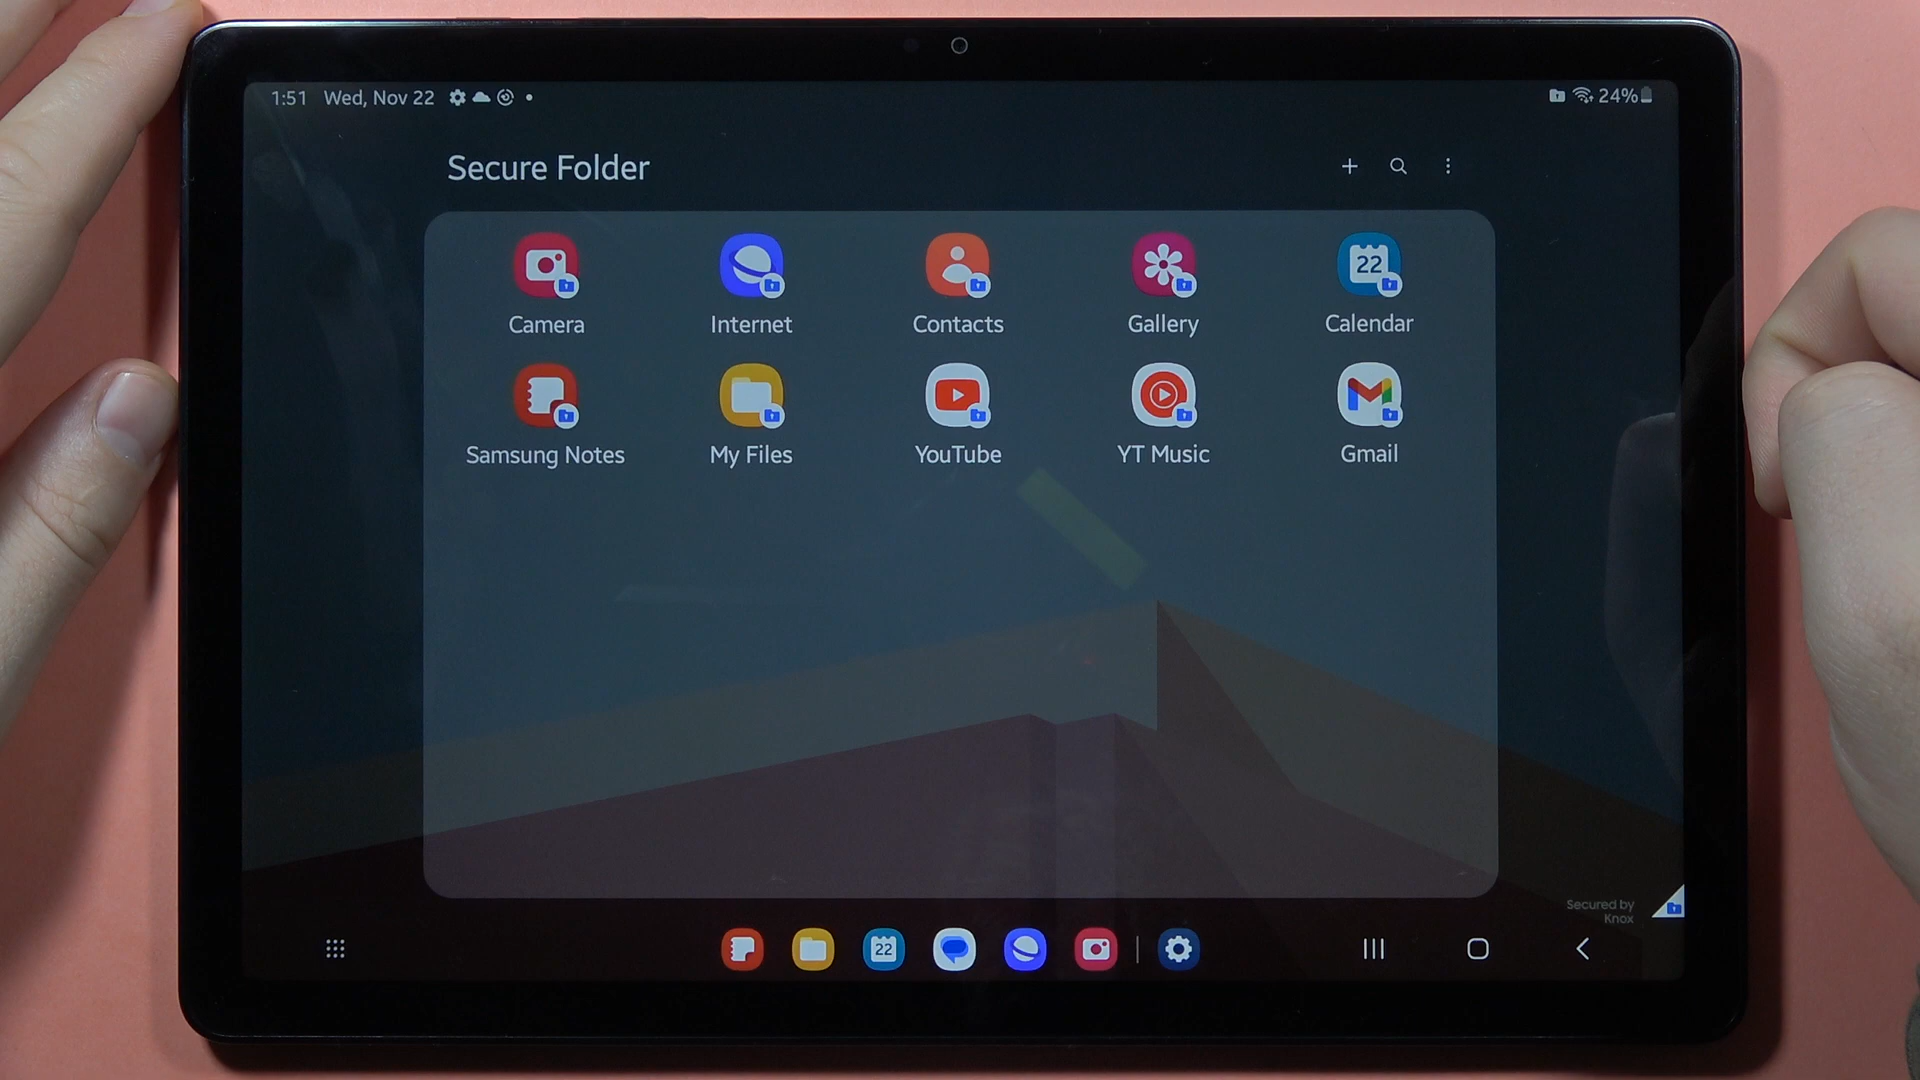 1:51 Wed, Nov 22
24%
Secure Folder
Camera
Internet
Contacts
22
Gallery
Calendar
Samsung Notes
My Files
YouTube
YT Music
Gmail
Secured by
Knox
22